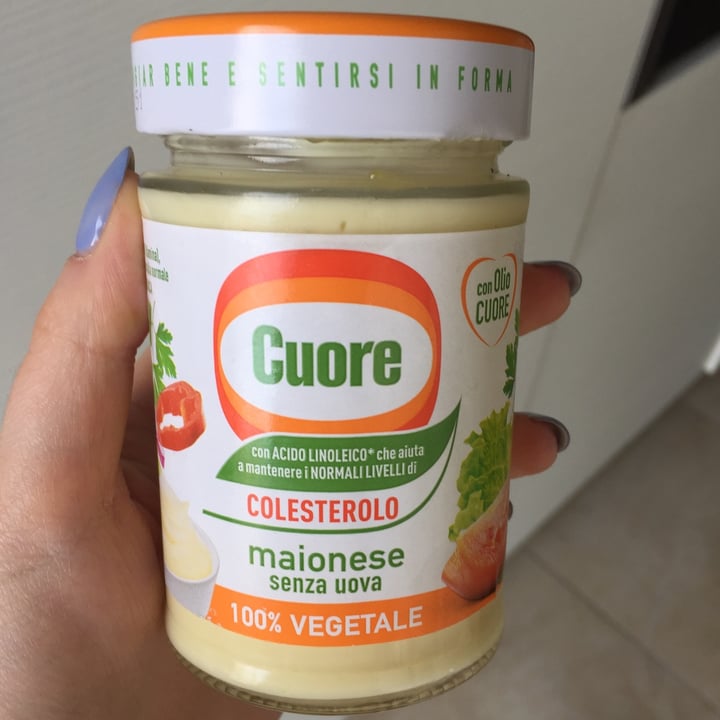 BENE E SENTIRSI IN FORMA
con Olio
CUORE
Cuore
con ACIDO LINOLEICO* che aiuta
a mantenere i NORMALI LIVELLI di
COLESTEROLO
maionese
senza uova
100% VEGETALE